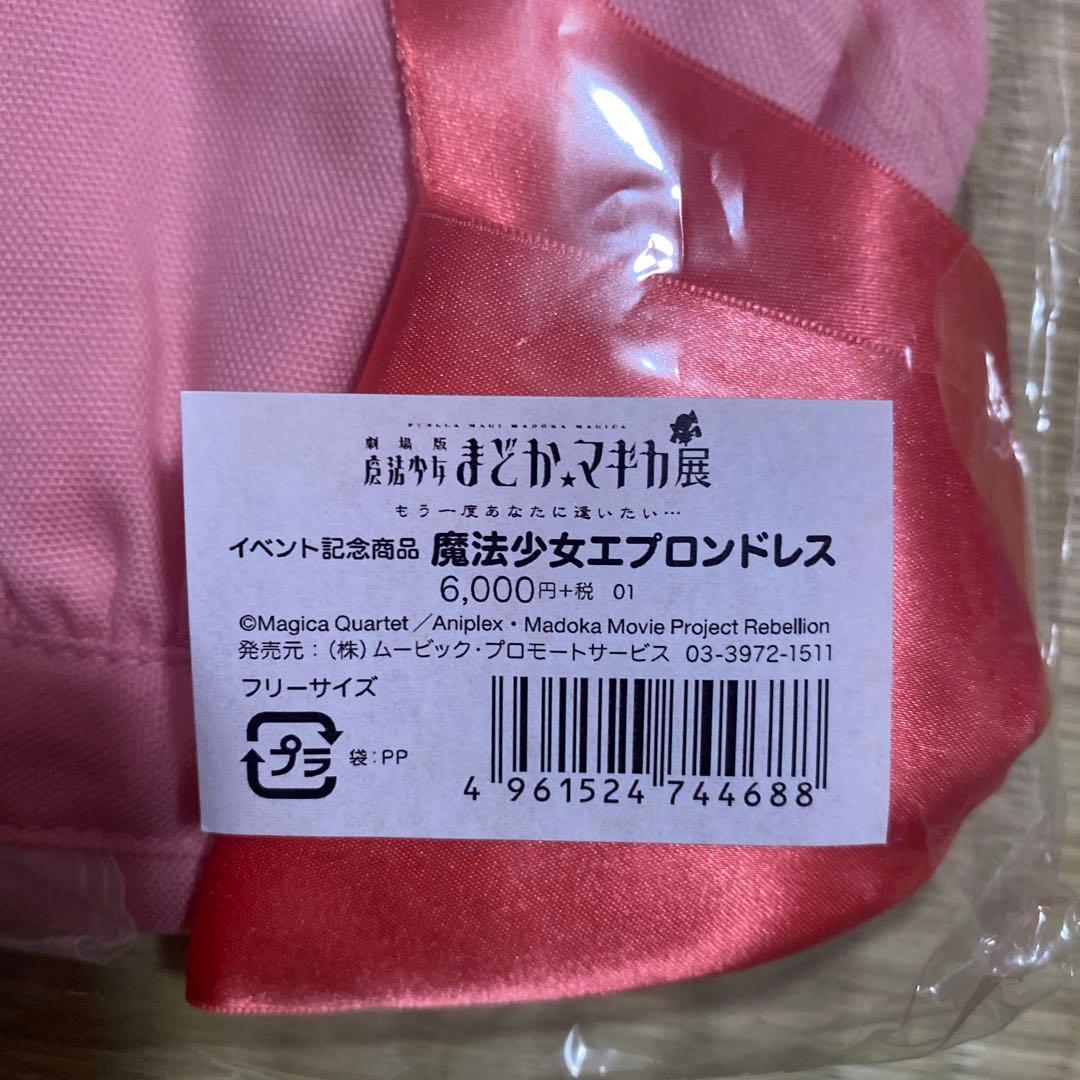 PUELLA MAGI MADOKA MAGICA
劇場版
魔法少女まどか☆マギカ展
もう一度あなたに逢いたい…
イベント記念商品 魔法少女エプロンドレス
6,000円+税 01
©Magica Quartet／Aniplex・Madoka Movie Project Rebellion
発売元：(株)ムービック・プロモートサービス 03-3972-1511
フリーサイズ
プラ 袋:PP
4 961524 744688